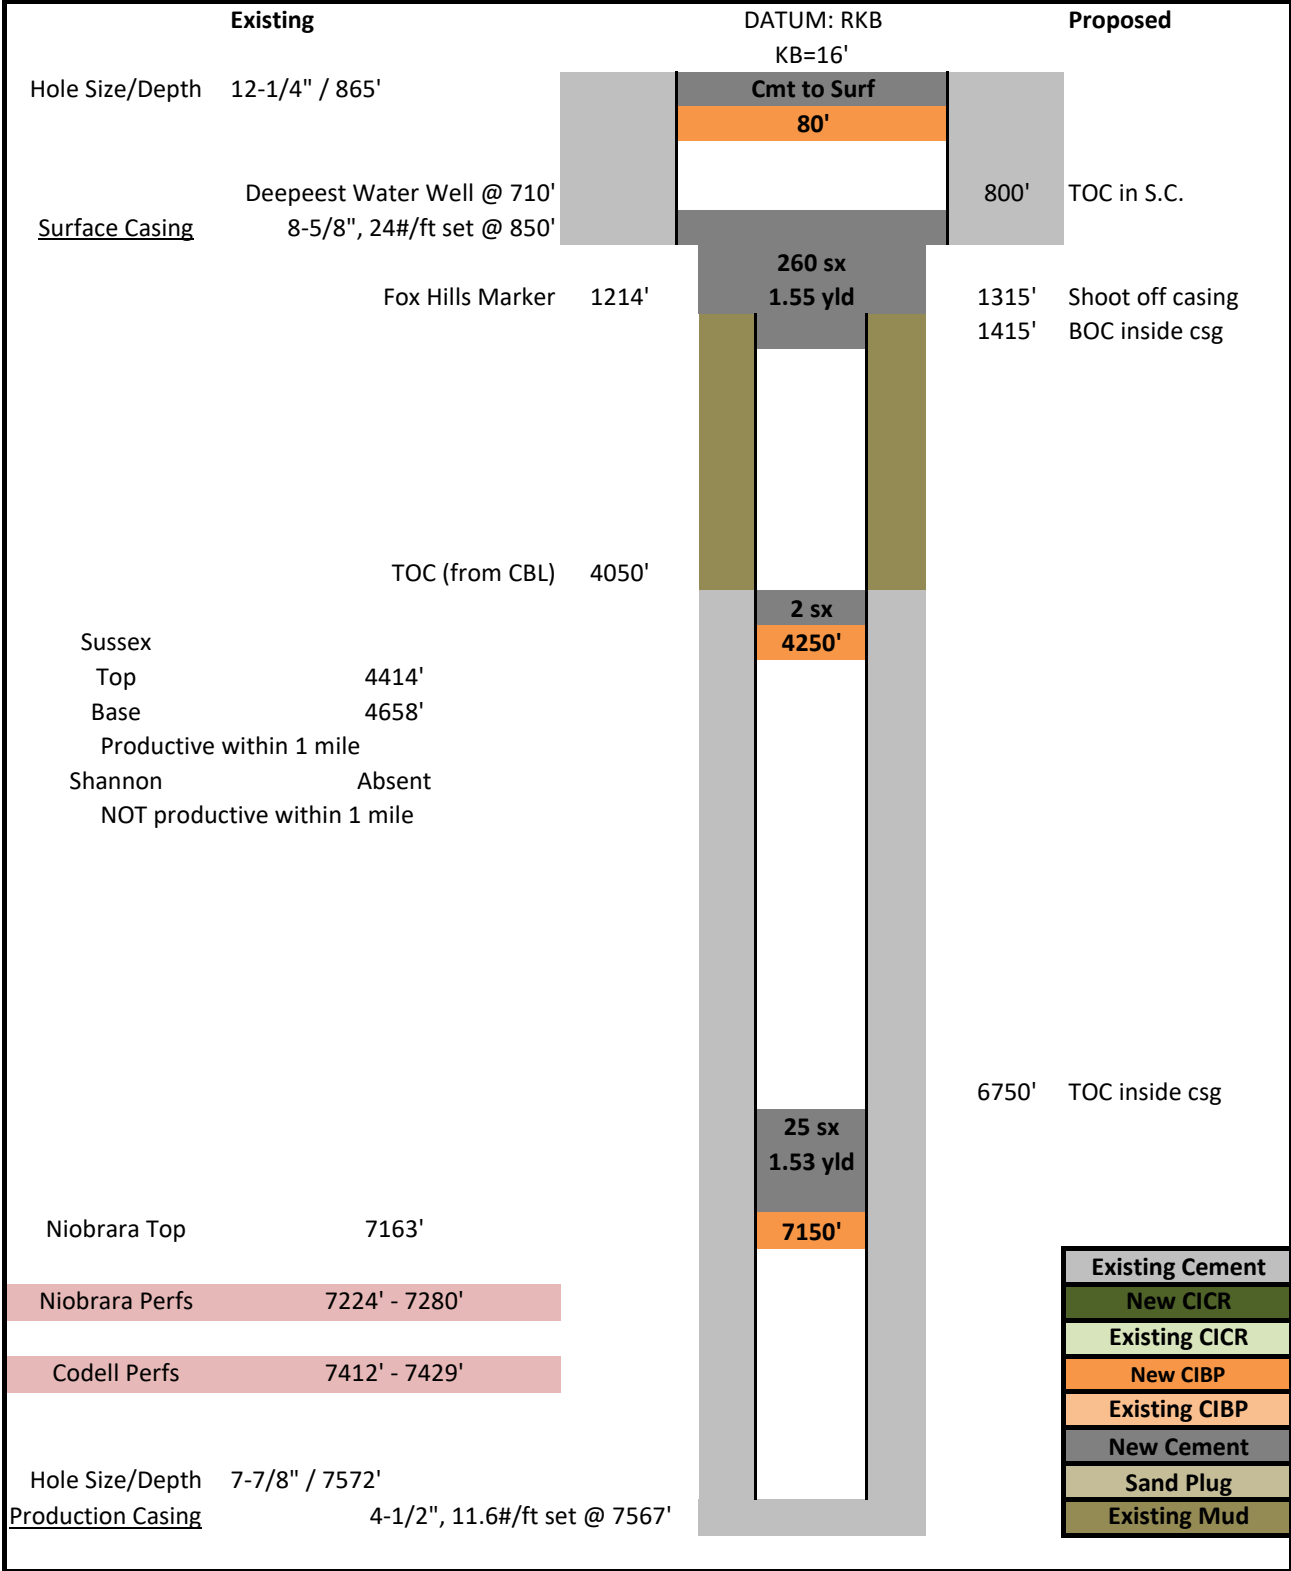 Existing DATUM: RKB Proposed
KB=16'
Hole Size/Depth 12-1/4" / 865' Cmt to Surf
80'
Deepeest Water Well @ 710' 800' TOC in S.C.
Surface Casing 8-5/8", 24#/ft set @ 850'
260 sx
Fox Hills Marker 1214' 1.55 yld 1315' Shoot off casing
1415' BOC inside csg
TOC (from CBL) 4050'
2 sx
Sussex 4250'
Top 4414'
Base 4658'
Productive within 1 mile
Shannon Absent
NOT productive within 1 mile
6750' TOC inside csg
25 sx
1.53 yld
Niobrara Top 7163' 7150'
Existing Cement
Niobrara Perfs 7224' - 7280' New CICR
Existing CICR
Codell Perfs 7412' - 7429' New CIBP
Existing CIBP
New Cement
Hole Size/Depth 7-7/8" / 7572' Sand Plug
Production Casing 4-1/2", 11.6#/ft set @ 7567' Existing Mud